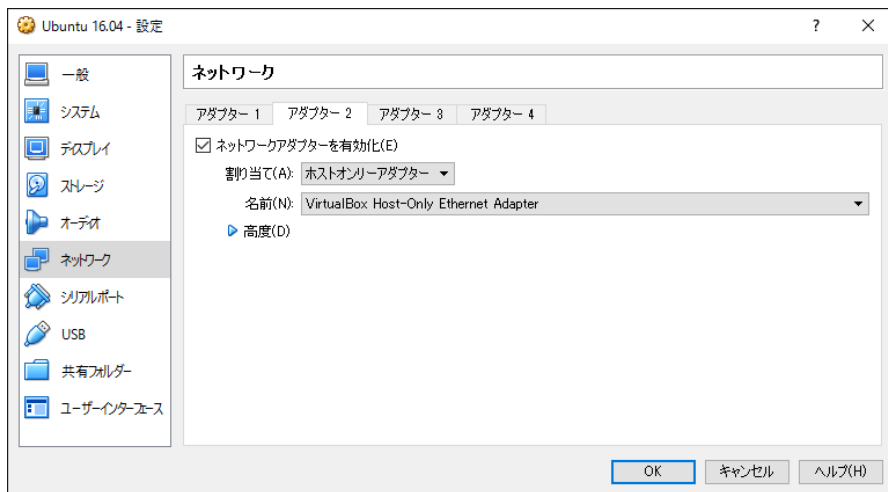 Ubuntu 16.04 - 設定
?
×
一般
システム
ディスプレイ
ストレージ
オーディオ
ネットワーク
シリアルポート
USB
共有フォルダー
ユーザーインターフェース
ネットワーク
アダプター 1 アダプター 2 アダプター 3 アダプター 4
ネットワークアダプターを有効化(E)
割り当て(A): ホストオンリーアダプター
名前(N): VirtualBox Host-Only Ethernet Adapter
高度(D)
OK キャンセル ヘルプ(H)